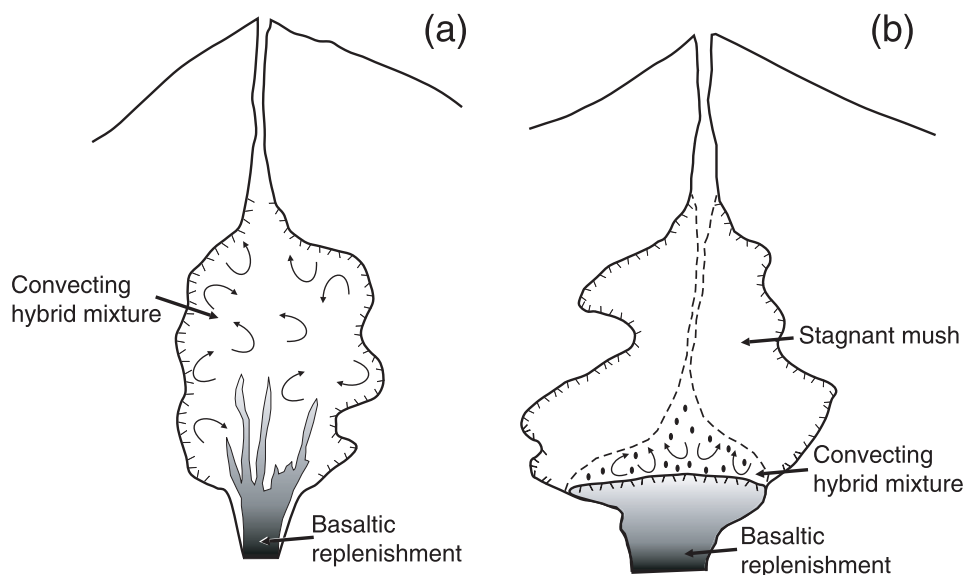 (a)
Convecting
hybrid mixture
Basaltic
replenishment
(b)
Stagnant mush
Convecting
hybrid mixture
Basaltic
replenishment